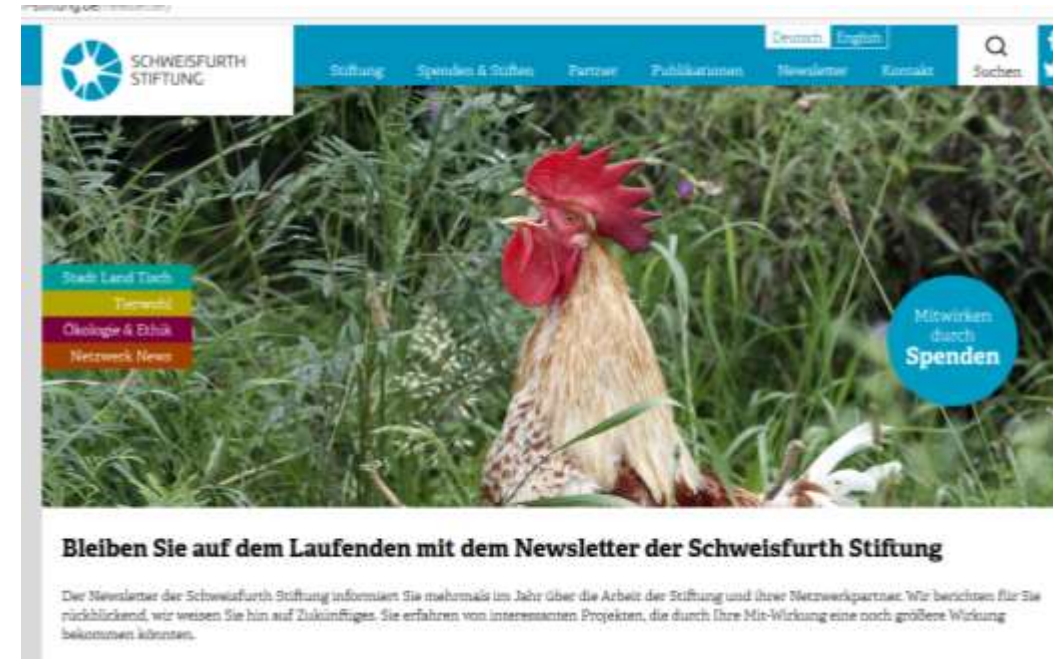 SCHWEISFURTH
STIFTUNG
Deutsch English
Stiftung Spenden & Stiften Partner Publikationen Newsletter Kontakt Suchen
Stadt Land Tisch
Tierwohl
Ökologie & Ethik
Netzwerk News
Mitwirken
durch
Spenden
Bleiben Sie auf dem Laufenden mit dem Newsletter der Schweisfurth Stiftung
Der Newsletter der Schweisfurth Stiftung informiert Sie mehrmals im Jahr über die Arbeit der Stiftung und ihrer Netzwerkpartner. Wir berichten für Sie
rückblickend, wir weisen Sie hin auf Zukünftiges. Sie erfahren von interessanten Projekten, die durch Ihre Mit-Wirkung eine noch größere Wirkung
bekommen könnten.